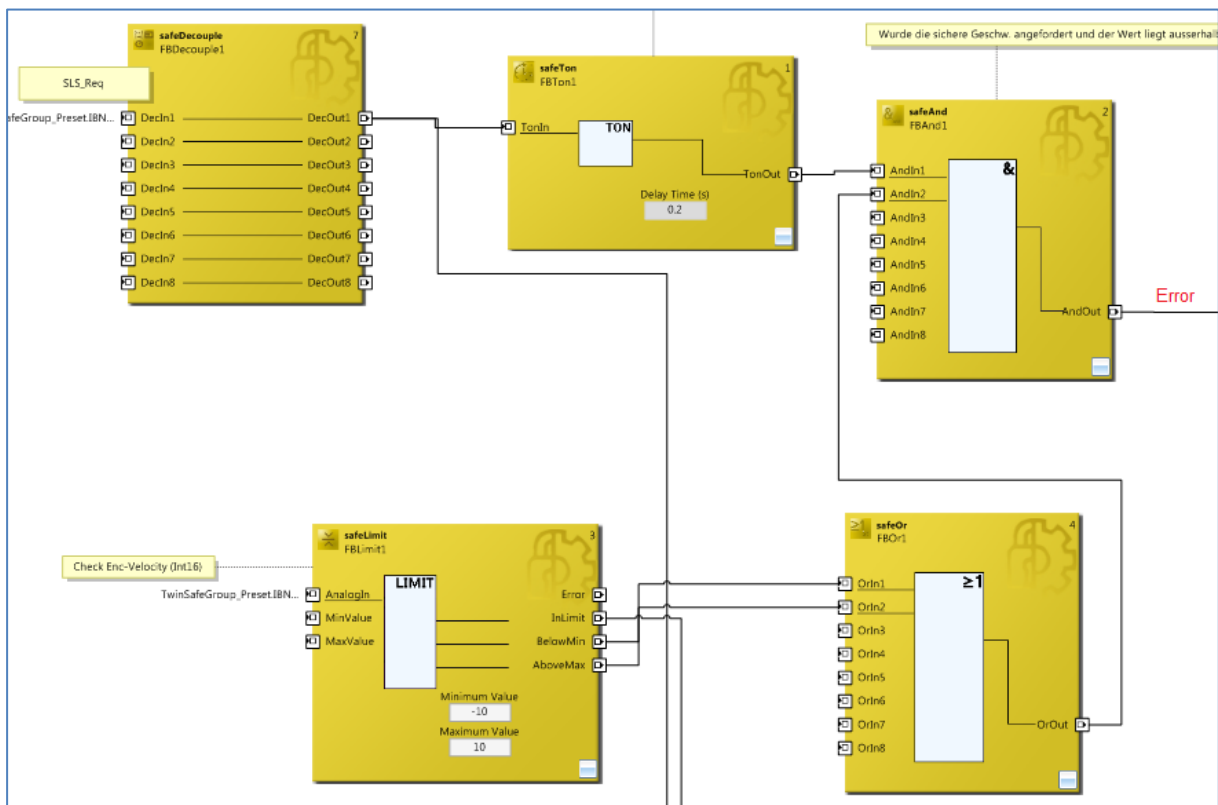 safeDecouple 7
FBDecouple1
SLS_Req
afeGroup_Preset.IBN... DecIn1 DecOut1
DecIn2 DecOut2
DecIn3 DecOut3
DecIn4 DecOut4
DecIn5 DecOut5
DecIn6 DecOut6
DecIn7 DecOut7
DecIn8 DecOut8
safeTon 1
FBTon1
TonIn TON
TonOut
Delay Time (s)
0.2
Wurde die sichere Geschw. angefordert und der Wert liegt ausserhalb
safeAnd 2
FBAnd1
AndIn1 &
AndIn2
AndIn3
AndIn4
AndIn5
AndIn6
AndIn7 AndOut
AndIn8
Error
safeLimit 3
FBLimit1
Check Enc-Velocity (Int16)
TwinSafeGroup_Preset.IBN... AnalogIn LIMIT Error
MinValue InLimit
MaxValue BelowMin
AboveMax
Minimum Value
-10
Maximum Value
10
safeOr 4
FBOr1
OrIn1 ≥1
OrIn2
OrIn3
OrIn4
OrIn5
OrIn6
OrIn7 OrOut
OrIn8